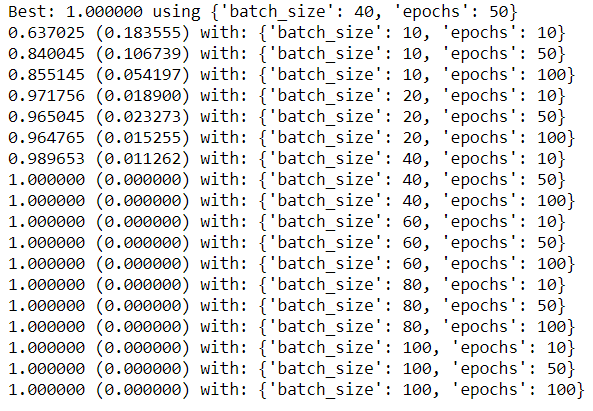 Best: 1.000000 using {'batch_size': 40, 'epochs': 50}
0.637025 (0.183555) with: {'batch_size': 10, 'epochs': 10}
0.840045 (0.106739) with: {'batch_size': 10, 'epochs': 50}
0.855145 (0.054197) with: {'batch_size': 10, 'epochs': 100}
0.971756 (0.018900) with: {'batch_size': 20, 'epochs': 10}
0.965045 (0.023273) with: {'batch_size': 20, 'epochs': 50}
0.964765 (0.015255) with: {'batch_size': 20, 'epochs': 100}
0.989653 (0.011262) with: {'batch_size': 40, 'epochs': 10}
1.000000 (0.000000) with: {'batch_size': 40, 'epochs': 50}
1.000000 (0.000000) with: {'batch_size': 40, 'epochs': 100}
1.000000 (0.000000) with: {'batch_size': 60, 'epochs': 10}
1.000000 (0.000000) with: {'batch_size': 60, 'epochs': 50}
1.000000 (0.000000) with: {'batch_size': 60, 'epochs': 100}
1.000000 (0.000000) with: {'batch_size': 80, 'epochs': 10}
1.000000 (0.000000) with: {'batch_size': 80, 'epochs': 50}
1.000000 (0.000000) with: {'batch_size': 80, 'epochs': 100}
1.000000 (0.000000) with: {'batch_size': 100, 'epochs': 10}
1.000000 (0.000000) with: {'batch_size': 100, 'epochs': 50}
1.000000 (0.000000) with: {'batch_size': 100, 'epochs': 100}